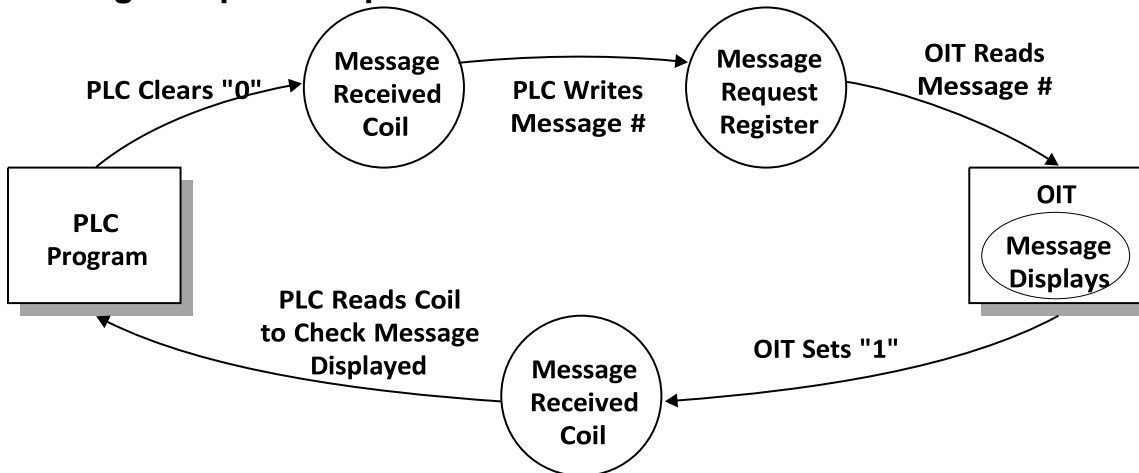 PLC Clears "0"
Message
Received
Coil
PLC Writes
Message #
Message
Request
Register
OIT Reads
Message #
PLC
Program
OIT
Message
Displays
PLC Reads Coil
to Check Message
Displayed
Message
Received
Coil
OIT Sets "1"